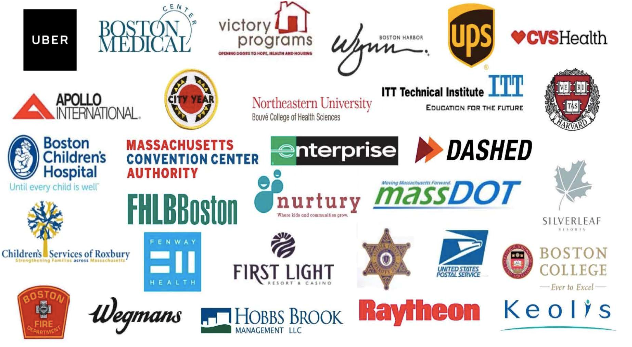 UBER
BOSTON
MEDICAL
CENTER
victory
programs
OPENING DOORS TO HOPE, HEALTH AND HOUSING
Wynn
BOSTON HARBOR
ups
CVSHealth
APOLLO
INTERNATIONAL
CITY YEAR
Northeastern University
Bouvé College of Health Sciences
ITT Technical Institute ITT
EDUCATION FOR THE FUTURE
VE RI
TAS
HARVARD
Boston
Children's
Hospital
Until every child is well
MASSACHUSETTS
CONVENTION CENTER
AUTHORITY
enterprise
DASHED
FHLBBoston
nurtury
Where kids and communities grow.
Moving Massachusetts Forward.
massDOT
SILVERLEAF
RESORTS
Children's Services of Roxbury
Strengthening Families across Massachusetts
FENWAY
HEALTH
FIRST LIGHT
RESORT & CASINO
UNITED STATES
POSTAL SERVICE
BOSTON
COLLEGE
Ever to Excel
BOSTON
FIRE
DEPARTMENT
Wegmans
HOBBS BROOK
MANAGEMENT LLC
Raytheon
Keolis